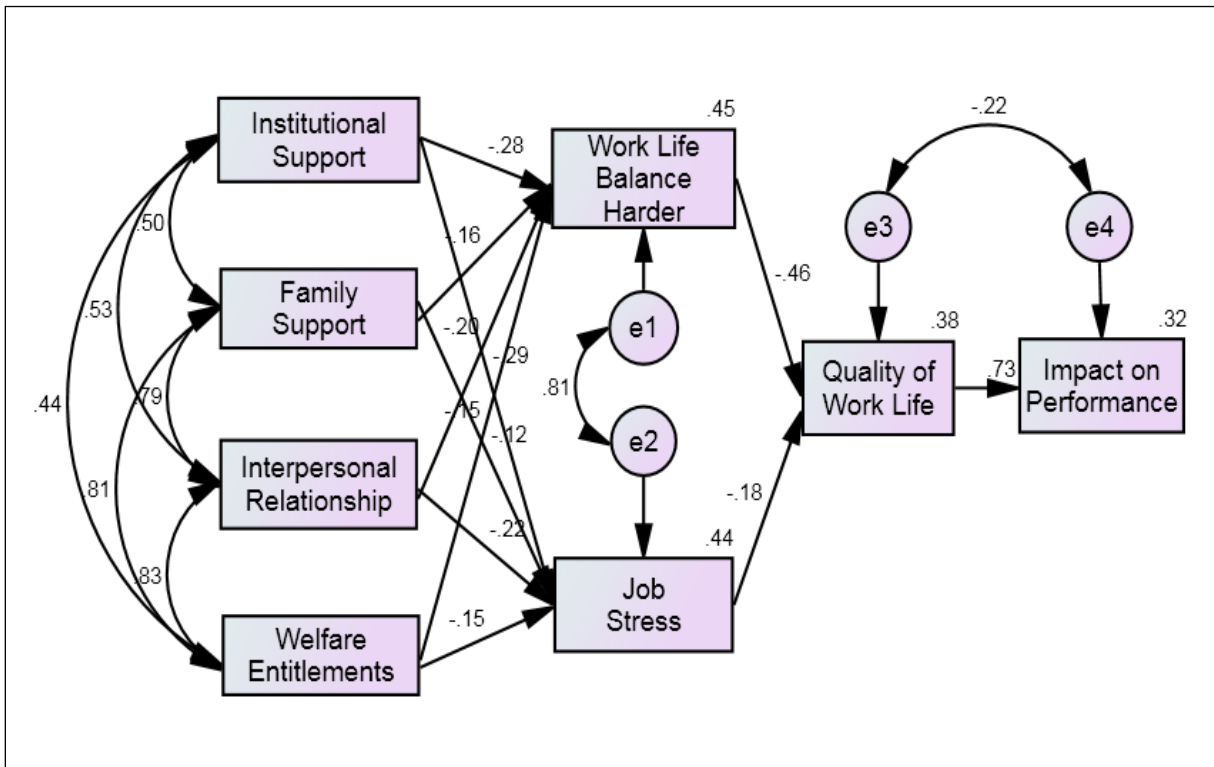 Institutional
Support
Family
Support
Interpersonal
Relationship
Welfare
Entitlements
.50
.53
.44
.79
.81
.83
-.28
-.16
-.20
-.29
-.15
-.12
-.22
-.15
.45
Work Life
Balance
Harder
e1
.81
e2
.44
Job
Stress
-.46
-.18
-.22
e3
e4
.38
Quality of
Work Life
.73
.32
Impact on
Performance